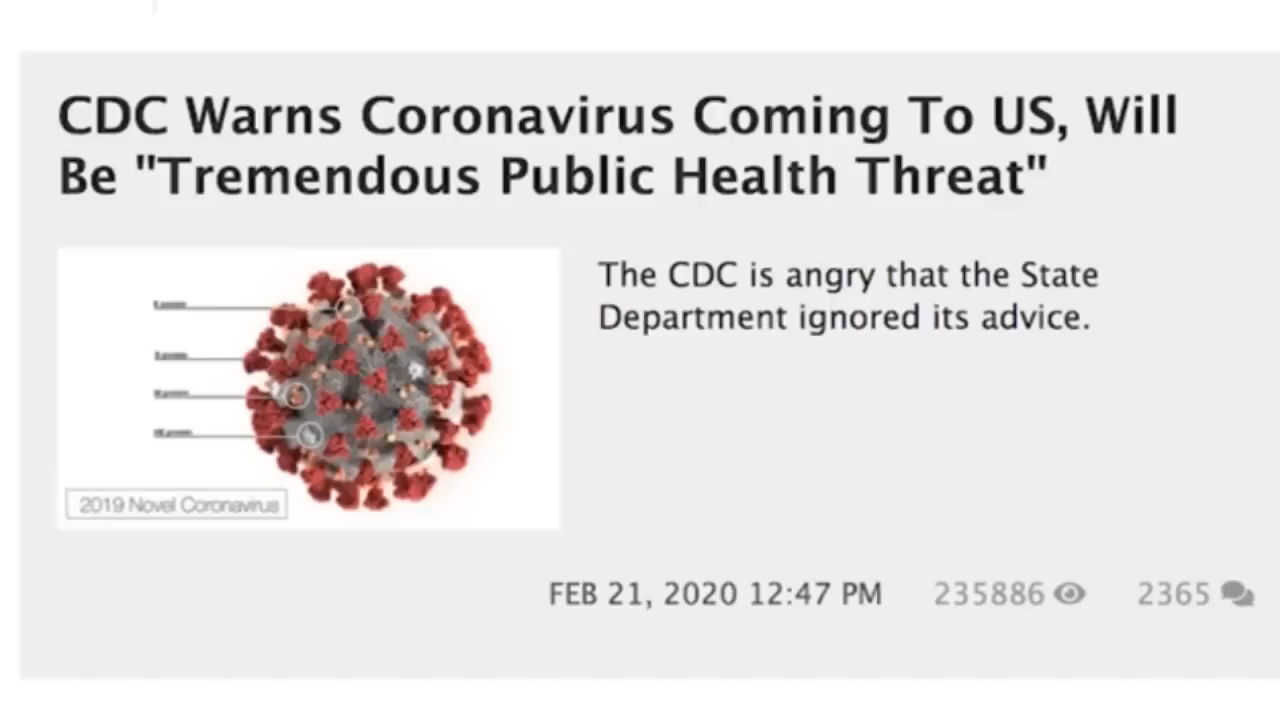 CDC Warns Coronavirus Coming To US, Will
Be "Tremendous Public Health Threat"
The CDC is angry that the State
Department ignored its advice.
2019 Novel Coronavirus
FEB 21, 2020 12:47 PM 235886 2365